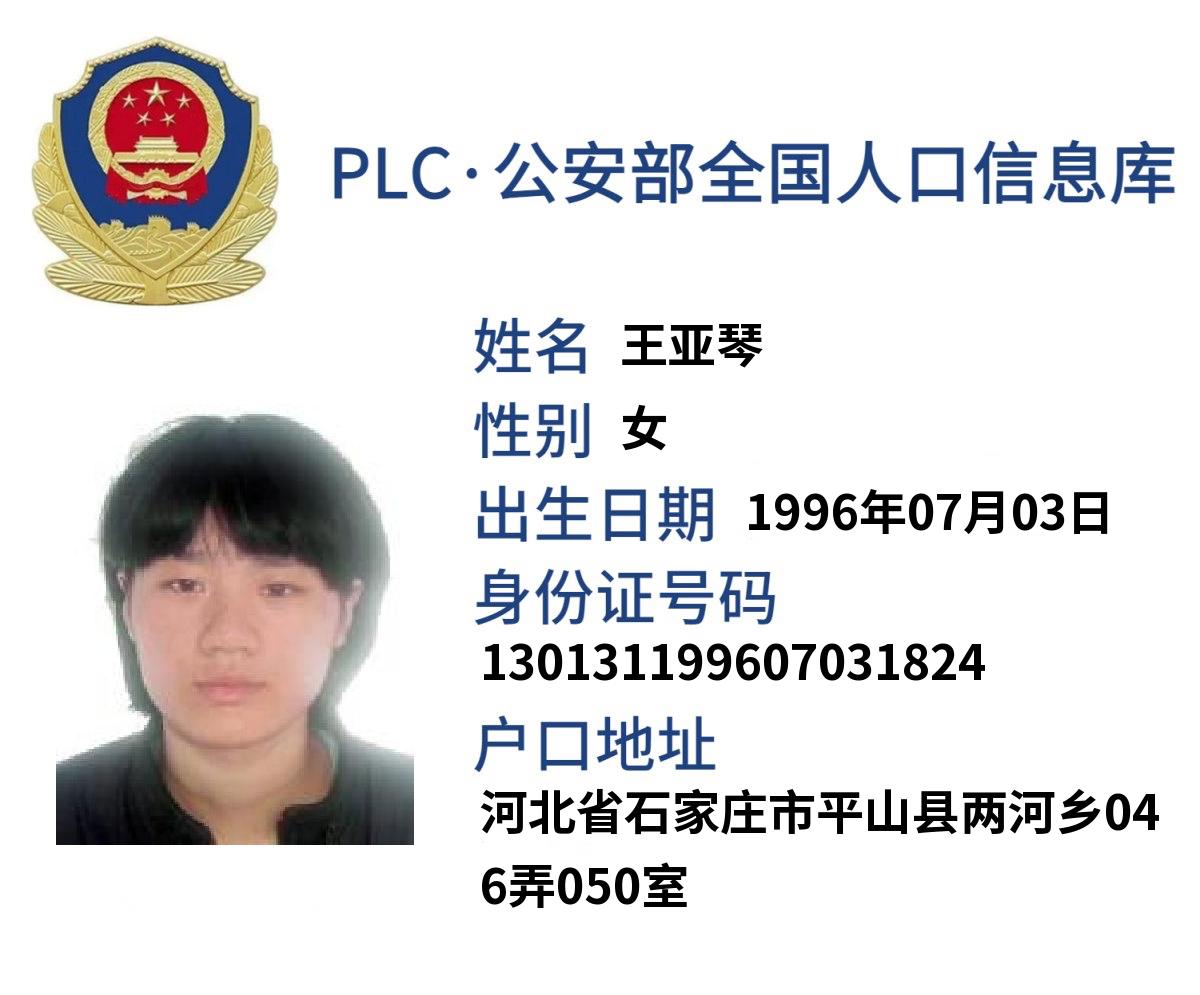 PLC·公安部全国人口信息库
姓名 王亚琴
性别 女
出生日期 1996年07月03日
身份证号码
130131199607031824
户口地址
河北省石家庄市平山县两河乡04
6弄050室